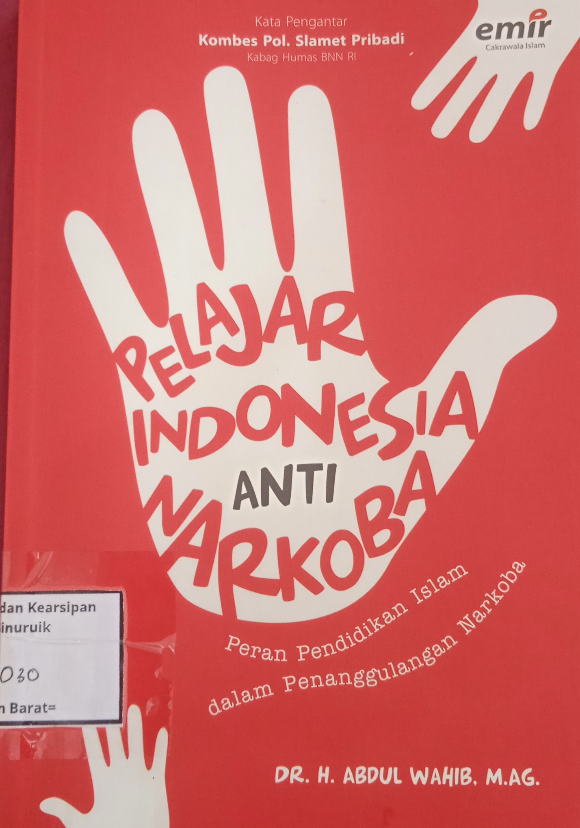 Kata Pengantar
Kombes Pol. Slamet Pribadi
Kabag Humas BNN RI
emir
Cakrawala Islam
PELAJAR
INDONESIA
ANTI
NARKOBA
Peran Pendidikan Islam
dalam Penanggulangan Narkoba
dan Kearsipan
inuruik
030
Barat=
DR. H. ABDUL WAHIB, M.AG.